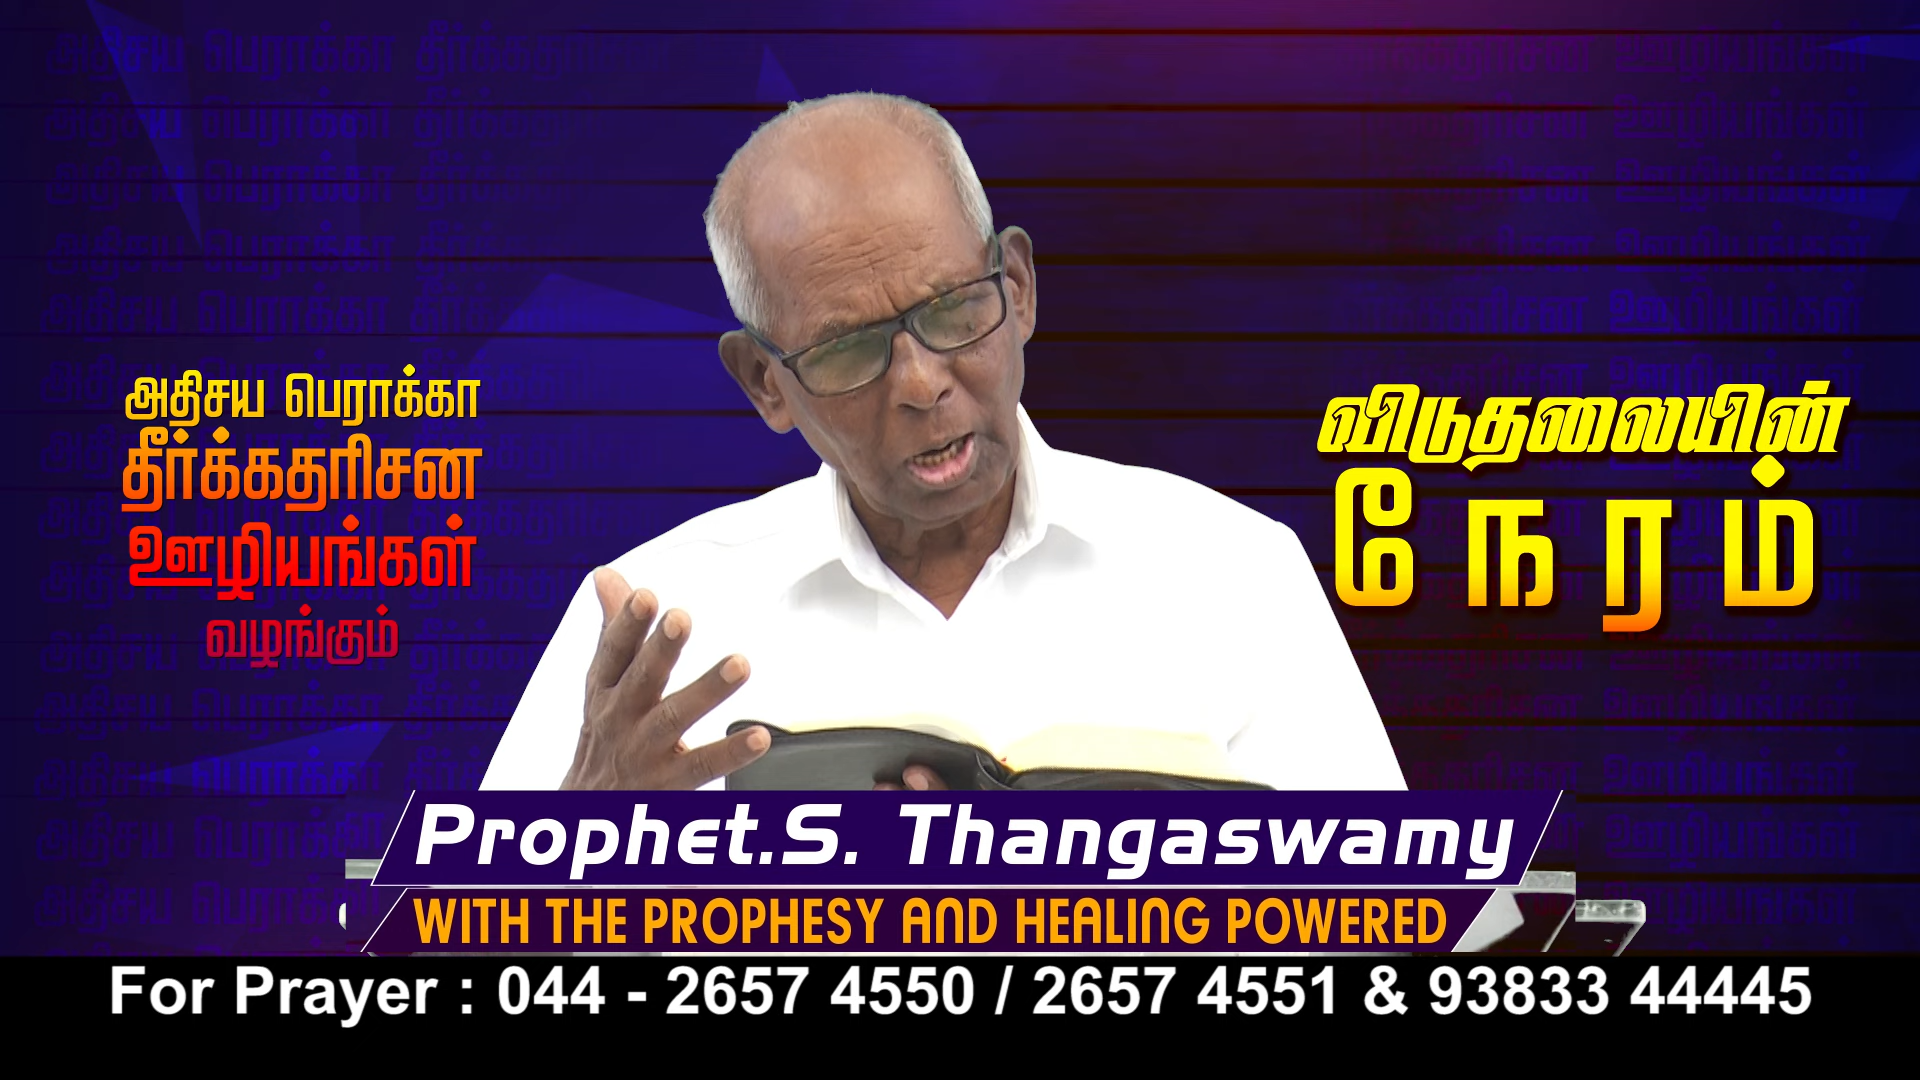 அதிசய பெராக்கா
தீர்க்கதரிசன
ஊழியங்கள்
வழங்கும்
விடுதலையின்
நேரம்
Prophet.S. Thangaswamy
WITH THE PROPHESY AND HEALING POWERED
For Prayer : 044 - 2657 4550 / 2657 4551 & 93833 44445